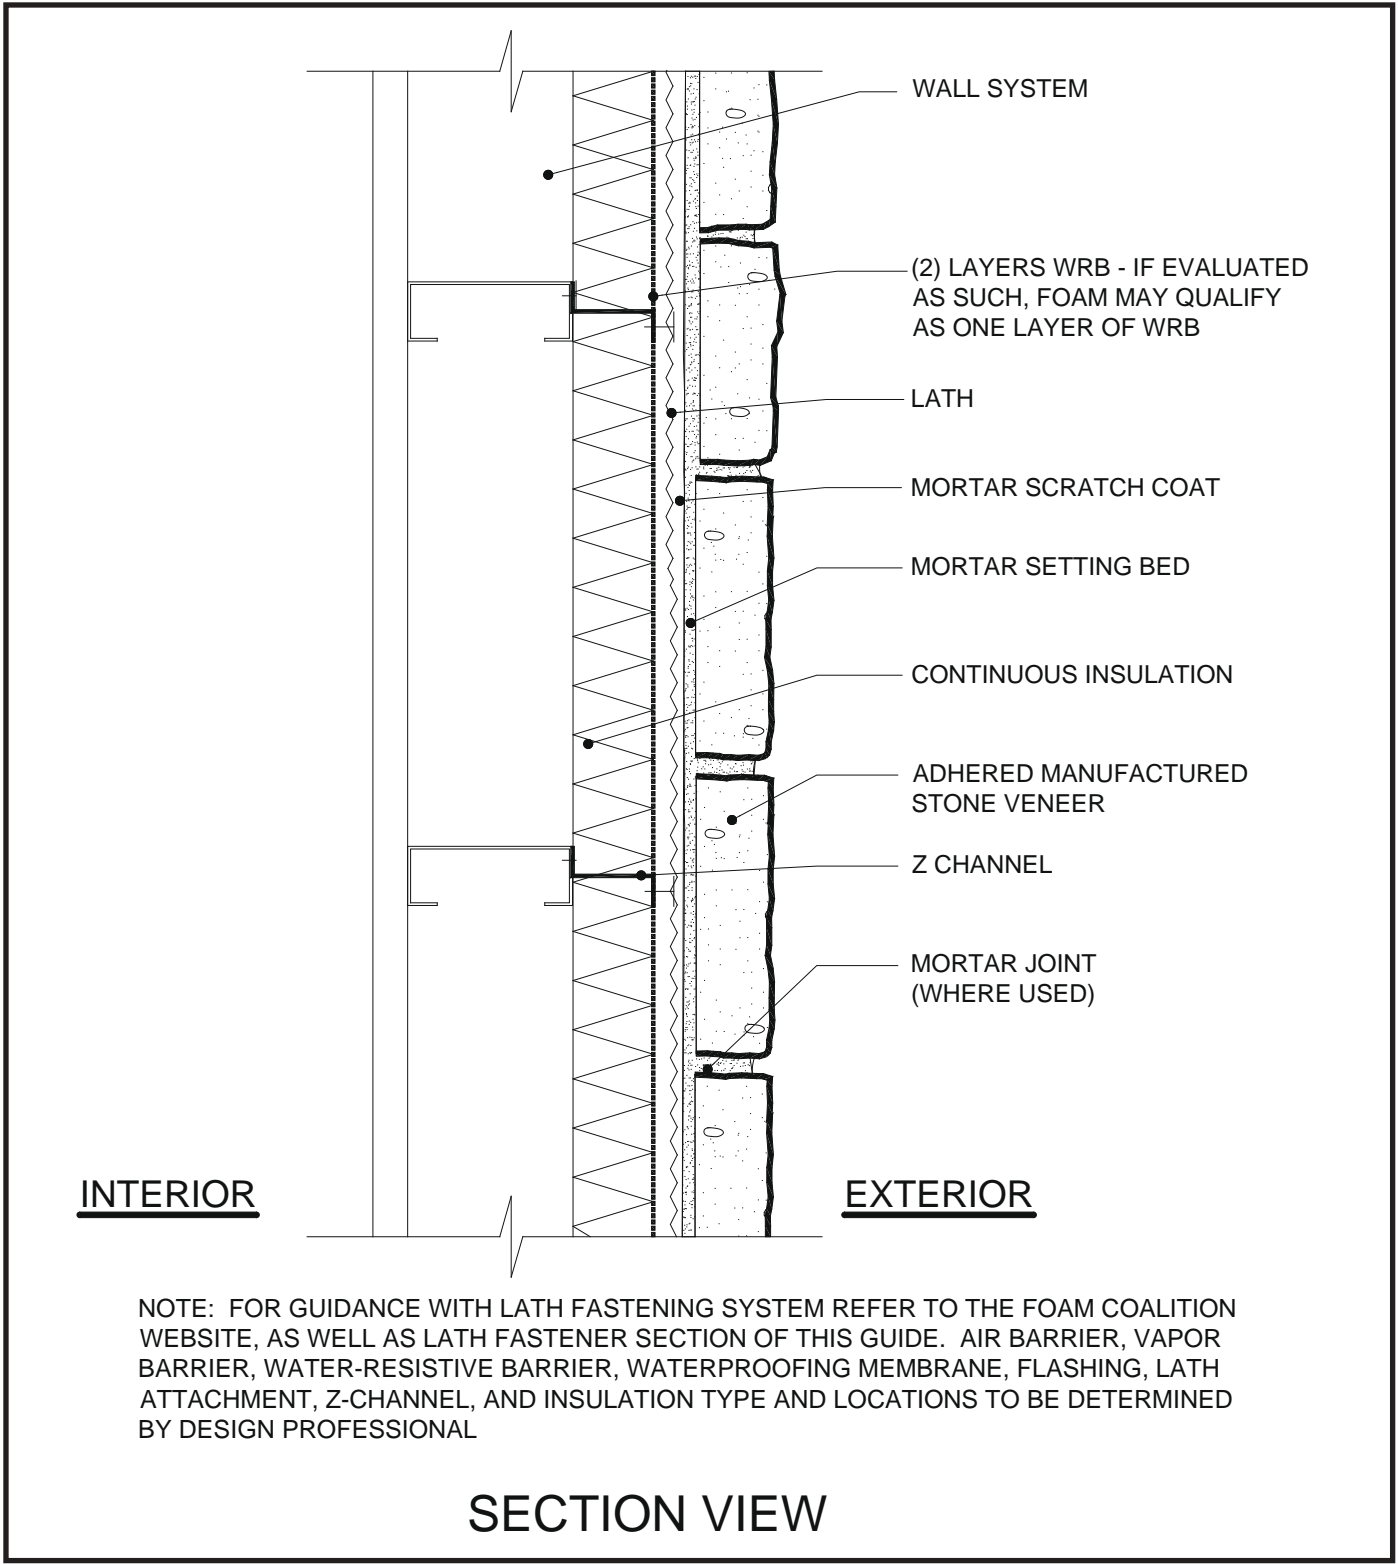 WALL SYSTEM
(2) LAYERS WRB - IF EVALUATED
AS SUCH, FOAM MAY QUALIFY
AS ONE LAYER OF WRB
LATH
MORTAR SCRATCH COAT
MORTAR SETTING BED
CONTINUOUS INSULATION
ADHERED MANUFACTURED
STONE VENEER
Z CHANNEL
MORTAR JOINT
(WHERE USED)
INTERIOR
EXTERIOR
NOTE: FOR GUIDANCE WITH LATH FASTENING SYSTEM REFER TO THE FOAM COALITION
WEBSITE, AS WELL AS LATH FASTENER SECTION OF THIS GUIDE. AIR BARRIER, VAPOR
BARRIER, WATER-RESISTIVE BARRIER, WATERPROOFING MEMBRANE, FLASHING, LATH
ATTACHMENT, Z-CHANNEL, AND INSULATION TYPE AND LOCATIONS TO BE DETERMINED
BY DESIGN PROFESSIONAL
SECTION VIEW